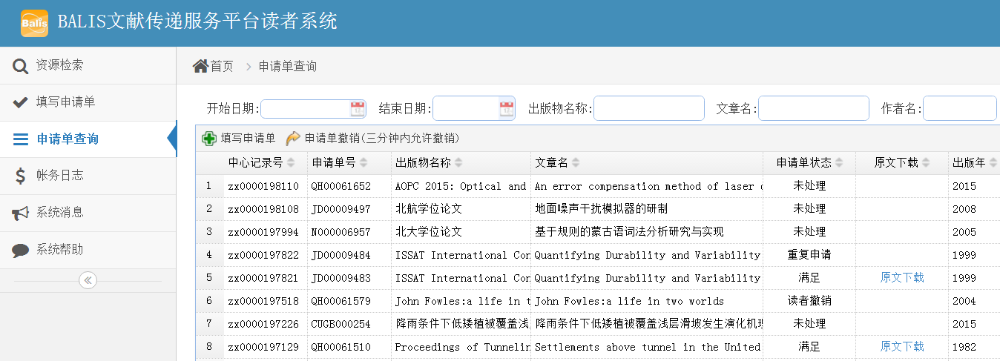 Balis BALIS文献传递服务平台读者系统
资源检索
填写申请单
申请单查询
帐务日志
系统消息
系统帮助
首页 申请单查询
开始日期: 结束日期: 出版物名称: 文章名: 作者名:
填写申请单 申请单撤销(三分钟内允许撤销)
中心记录号 申请单号 出版物名称 文章名 申请单状态 原文下载 出版年
1 zx0000198110 QH00061652 AOPC 2015: Optical and An error compensation method of laser 未处理 2015
2 zx0000198108 JD00009497 北航学位论文 地面噪声干扰模拟器的研制 未处理 2008
3 zx0000197994 N000006957 北大学位论文 基于规则的蒙古语词法分析研究与实现 未处理 2005
4 zx0000197822 JD00009484 ISSAT International Con Quantifying Durability and Variability 重复申请 1999
5 zx0000197821 JD00009483 ISSAT International Con Quantifying Durability and Variability 满足 原文下载 1999
6 zx0000197518 QH00061579 John Fowles:a life in t John Fowles:a life in two worlds 读者撤销 2004
7 zx0000197226 CUGB000254 降雨条件下低矮植被覆盖浅 降雨条件下低矮植被覆盖浅层滑坡发生演化机理 未处理 2015
8 zx0000197129 QH00061510 Proceedings of Tunnelin Settlements above tunnel in the United 满足 原文下载 1982